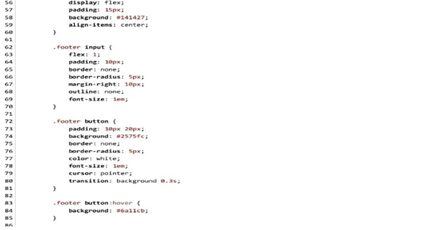 56 display: flex;
57 padding: 15px;
58 background: #141427;
59 align-items: center;
60 }
61
62 .footer input {
63 flex: 1;
64 padding: 10px;
65 border: none;
66 border-radius: 5px;
67 margin-right: 10px;
68 outline: none;
69 font-size: 1em;
70 }
71
72 .footer button {
73 padding: 10px 20px;
74 background: #2575fc;
75 border: none;
76 border-radius: 5px;
77 color: white;
78 font-size: 1em;
79 cursor: pointer;
80 transition: background 0.3s;
81 }
82
83 .footer button:hover {
84 background: #6a11cb;
85 }
86